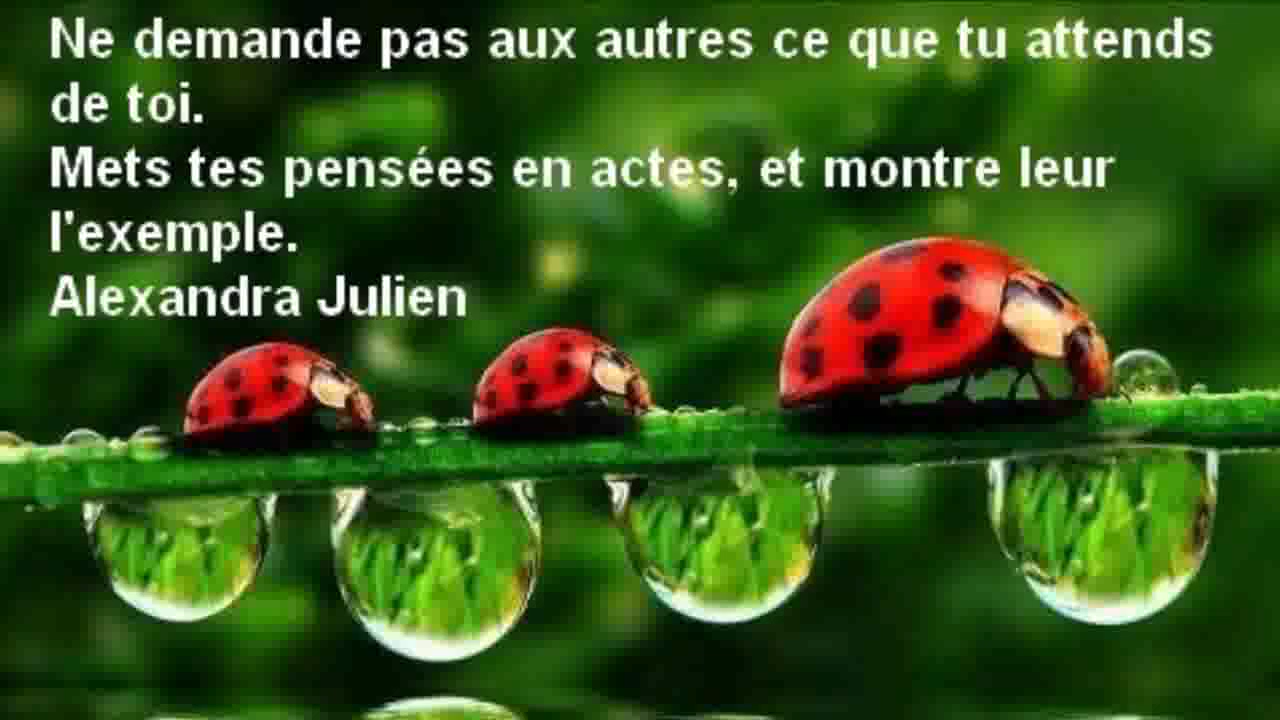 Ne demande pas aux autres ce que tu attends
de toi.
Mets tes pensées en actes, et montre leur
l'exemple.
Alexandra Julien